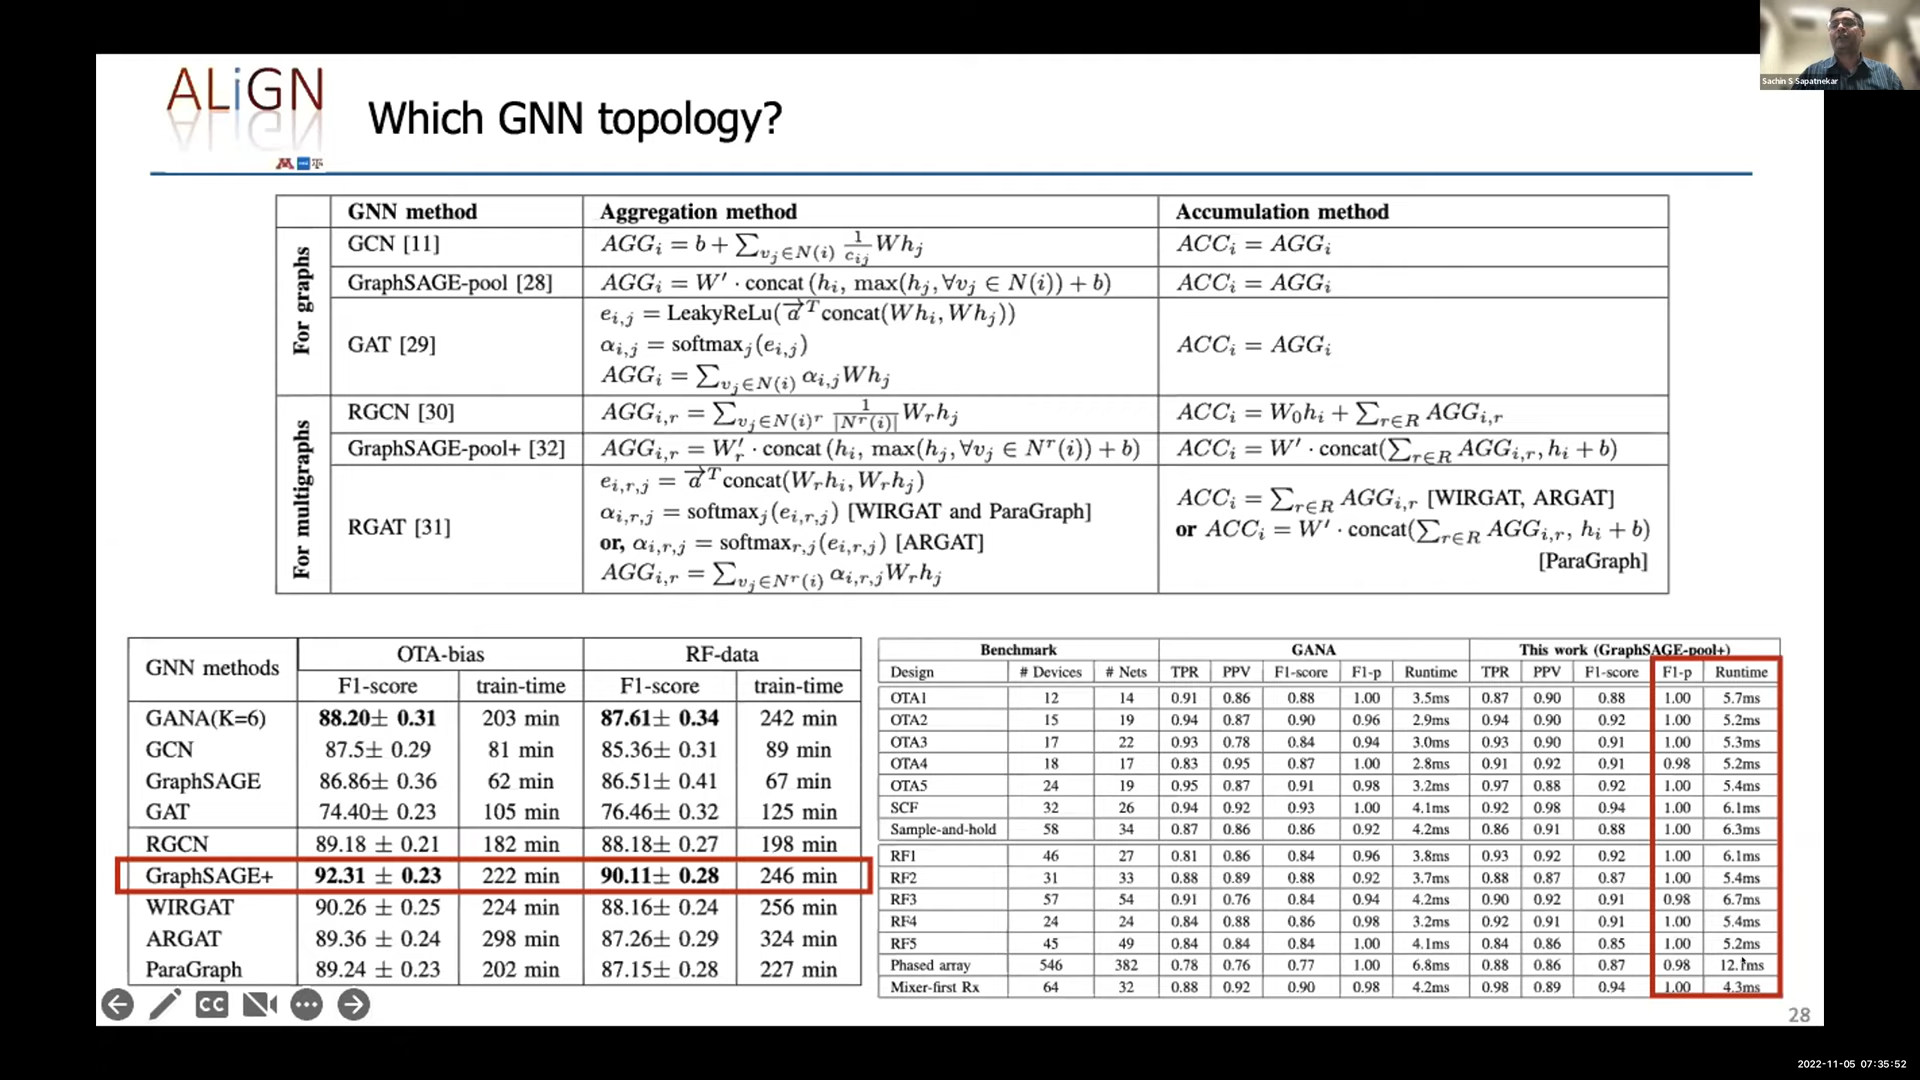 Sachin S Sapatnekar
ALiGN
Which GNN topology?
GNN method Aggregation method Accumulation method
For graphs
GCN [11] AGG_i = b + ∑_{v_j∈N(i)} 1/c_{ij} Wh_j ACC_i = AGG_i
GraphSAGE-pool [28] AGG_i = W′ · concat (h_i, max(h_j, ∀v_j ∈ N(i)) + b) ACC_i = AGG_i
GAT [29] e_{i,j} = LeakyReLu(a⃗^T concat(Wh_i, Wh_j))
α_{i,j} = softmax_j(e_{i,j}) ACC_i = AGG_i
AGG_i = ∑_{v_j∈N(i)} α_{i,j}Wh_j
For multigraphs
RGCN [30] AGG_{i,r} = ∑_{v_j∈N(i)^r} 1/|N^r(i)| W_r h_j ACC_i = W_0h_i + ∑_{r∈R} AGG_{i,r}
GraphSAGE-pool+ [32] AGG_{i,r} = W′_r · concat (h_i, max(h_j, ∀v_j ∈ N^r(i)) + b) ACC_i = W′ · concat(∑_{r∈R} AGG_{i,r}, h_i + b)
RGAT [31] e_{i,r,j} = a⃗^T concat(W_rh_i, W_rh_j)
α_{i,r,j} = softmax_j(e_{i,r,j}) [WIRGAT and ParaGraph]
or, α_{i,r,j} = softmax_{r,j}(e_{i,r,j}) [ARGAT]
AGG_{i,r} = ∑_{v_j∈N^r(i)} α_{i,r,j}W_rh_j
ACC_i = ∑_{r∈R} AGG_{i,r} [WIRGAT, ARGAT]
or ACC_i = W′ · concat(∑_{r∈R} AGG_{i,r}, h_i + b)
[ParaGraph]
GNN methods OTA-bias RF-data
F1-score train-time F1-score train-time
GANA(K=6) 88.20± 0.31 203 min 87.61± 0.34 242 min
GCN 87.5± 0.29 81 min 85.36± 0.31 89 min
GraphSAGE 86.86± 0.36 62 min 86.51± 0.41 67 min
GAT 74.40± 0.23 105 min 76.46± 0.32 125 min
RGCN 89.18 ± 0.21 182 min 88.18± 0.27 198 min
GraphSAGE+ 92.31 ± 0.23 222 min 90.11± 0.28 246 min
WIRGAT 90.26 ± 0.25 224 min 88.16± 0.24 256 min
ARGAT 89.36 ± 0.24 298 min 87.26± 0.29 324 min
ParaGraph 89.24 ± 0.23 202 min 87.15± 0.28 227 min
Benchmark GANA This work (GraphSAGE-pool+)
Design # Devices # Nets TPR PPV F1-score F1-p Runtime TPR PPV F1-score F1-p Runtime
OTA1 12 14 0.91 0.86 0.88 1.00 3.5ms 0.87 0.90 0.88 1.00 5.7ms
OTA2 15 19 0.94 0.87 0.90 0.96 2.9ms 0.94 0.90 0.92 1.00 5.2ms
OTA3 17 22 0.93 0.78 0.84 0.94 3.0ms 0.93 0.90 0.91 1.00 5.3ms
OTA4 18 17 0.83 0.95 0.87 1.00 2.8ms 0.91 0.92 0.91 0.98 5.2ms
OTA5 24 19 0.95 0.87 0.91 0.98 3.2ms 0.97 0.88 0.92 1.00 5.4ms
SCF 32 26 0.94 0.92 0.93 1.00 4.1ms 0.92 0.98 0.94 1.00 6.1ms
Sample-and-hold 58 34 0.87 0.86 0.86 0.92 4.2ms 0.86 0.91 0.88 1.00 6.3ms
RF1 46 27 0.81 0.86 0.84 0.96 3.8ms 0.93 0.92 0.92 1.00 6.1ms
RF2 31 33 0.88 0.89 0.88 0.92 3.7ms 0.88 0.87 0.87 1.00 5.4ms
RF3 57 54 0.91 0.76 0.84 0.94 4.2ms 0.90 0.92 0.91 0.98 6.7ms
RF4 24 24 0.84 0.88 0.86 0.98 3.2ms 0.92 0.91 0.91 1.00 5.4ms
RF5 45 49 0.84 0.84 0.84 1.00 4.1ms 0.84 0.86 0.85 1.00 5.2ms
Phased array 546 382 0.78 0.76 0.77 1.00 6.8ms 0.88 0.86 0.87 0.98
Mixer-first Rx 64 32 0.88 0.92 0.90 0.98 4.2ms 0.98 0.89 0.94 1.00 4.3ms
CC
28
2022-11-05 07:35:52